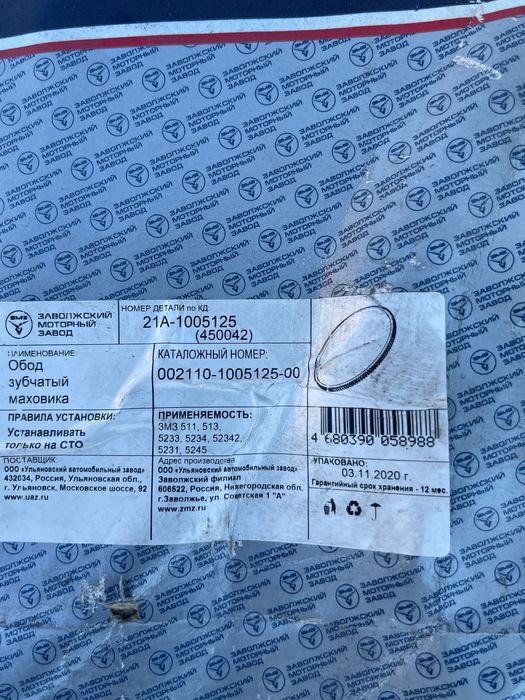 ЗМЗ
ЗАВОЛЖСКИЙ
МОТОРНЫЙ
ЗАВОД
НОМЕР ДЕТАЛИ по КД:
21А-1005125
(450042)
НАИМЕНОВАНИЕ
Обод
зубчатый
маховика
КАТАЛОЖНЫЙ НОМЕР:
002110-1005125-00
ПРАВИЛА УСТАНОВКИ:
Устанавливать
только на СТО
ПРИМЕНЯЕМОСТЬ:
ЗМЗ 511, 513,
5233, 5234, 52342,
5231, 5245
4 680390 058988
ПОСТАВЩИК:
ООО «Ульяновский автомобильный завод»
432034, Россия, Ульяновская обл.,
г. Ульяновск, Московское шоссе, 92
www.uaz.ru
Адрес производства
ООО «Ульяновский автомобильный завод»
Заволжский филиал
606522, Россия, Нижегородская обл.
г.Заволжье, ул. Советская 1 "А"
www.zmz.ru
УПАКОВАНО:
03.11.2020 г.
Гарантийный срок хранения - 12 мес.